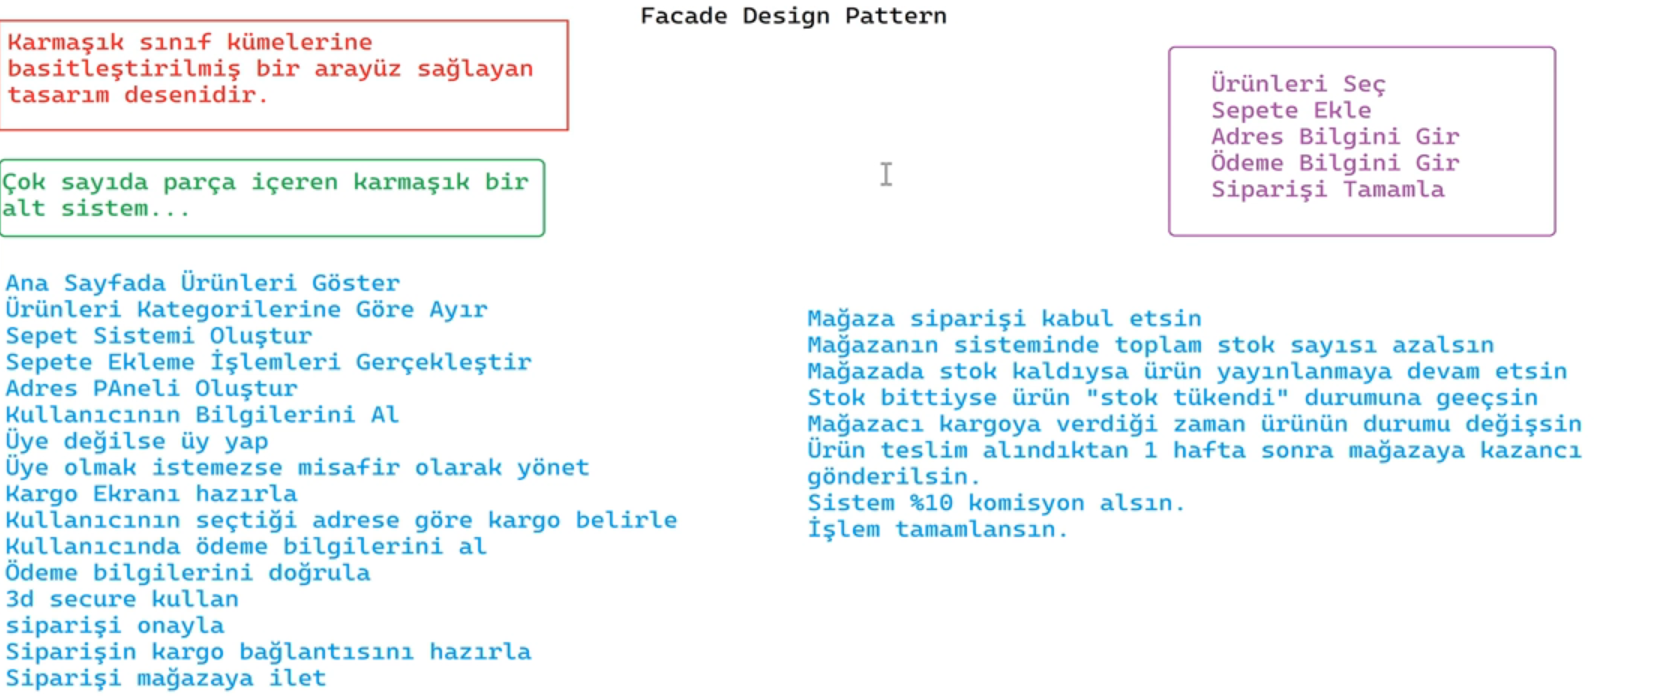 Facade Design Pattern
Karmaşık sınıf kümelerine
basitleştirilmiş bir arayüz sağlayan
tasarım desenidir.
Çok sayıda parça içeren karmaşık bir
alt sistem...
Ana Sayfada Ürünleri Göster
Ürünleri Kategorilerine Göre Ayır
Sepet Sistemi Oluştur
Sepete Ekleme İşlemleri Gerçekleştir
Adres PAneli Oluştur
Kullanıcının Bilgilerini Al
Üye değilse üy yap
Üye olmak istemezse misafir olarak yönet
Kargo Ekranı hazırla
Kullanıcının seçtiği adrese göre kargo belirle
Kullanıcında ödeme bilgilerini al
Ödeme bilgilerini doğrula
3d secure kullan
siparişi onayla
Siparişin kargo bağlantısını hazırla
Siparişi mağazaya ilet
Ürünleri Seç
Sepete Ekle
Adres Bilgini Gir
Ödeme Bilgini Gir
Siparişi Tamamla
Mağaza siparişi kabul etsin
Mağazanın sisteminde toplam stok sayısı azalsın
Mağazada stok kaldıysa ürün yayınlanmaya devam etsin
Stok bittiyse ürün "stok tükendi" durumuna geeçsin
Mağazacı kargoya verdiği zaman ürünün durumu değişsin
Ürün teslim alındıktan 1 hafta sonra mağazaya kazancı
gönderilsin.
Sistem %10 komisyon alsın.
İşlem tamamlansın.